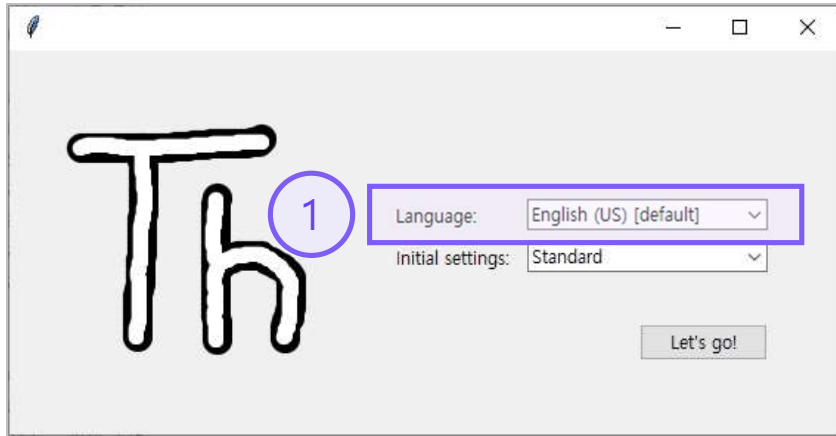 Th
1
Language: English (US) [default]
Initial settings: Standard
Let's go!